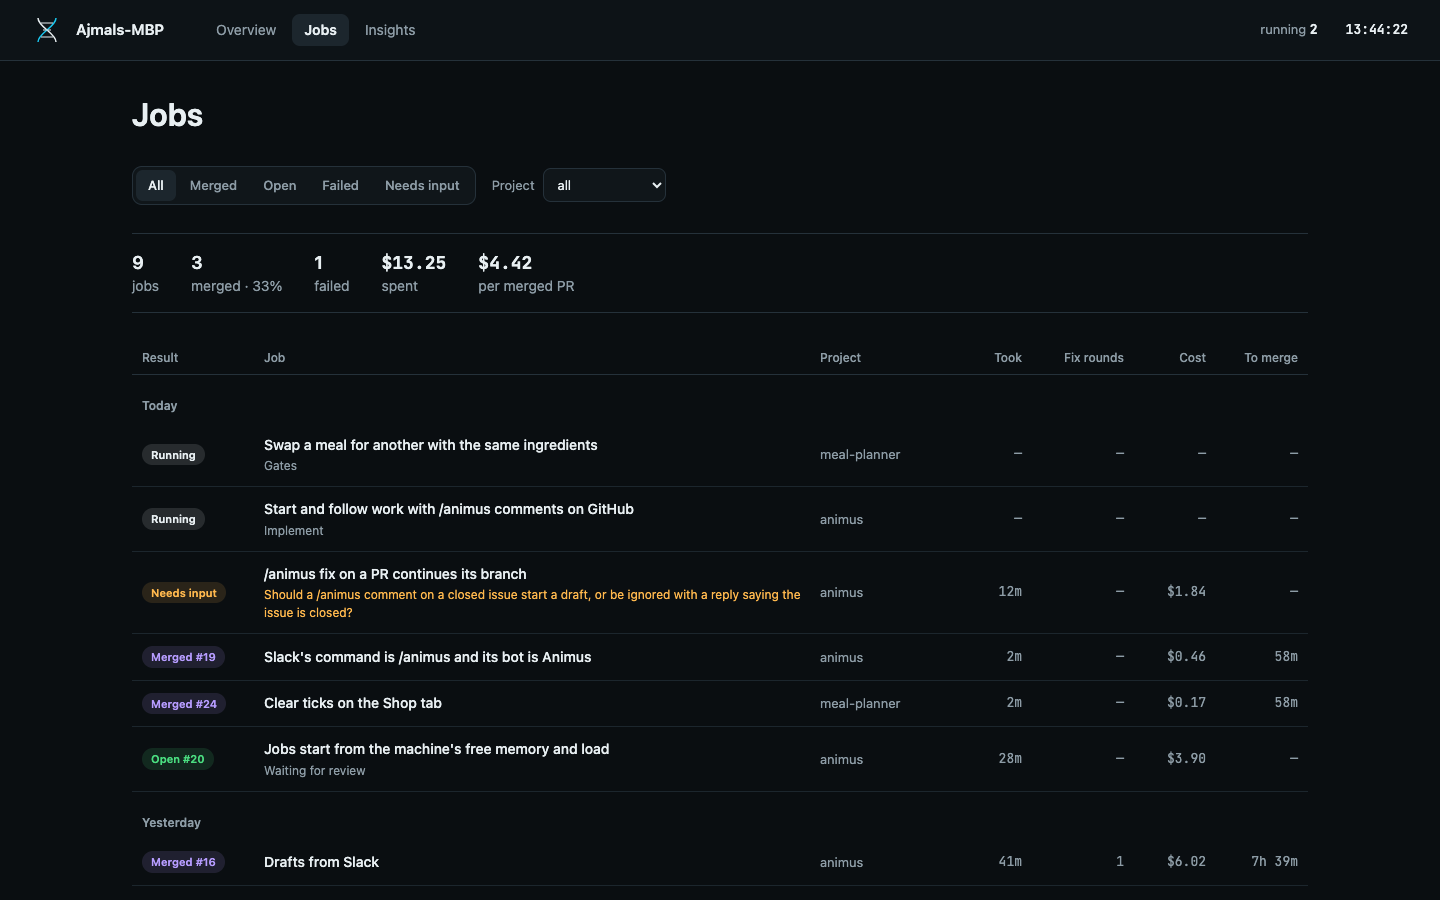 Ajmals-MBP Overview Jobs Insights running 2 13:44:22
Jobs
All Merged Open Failed Needs input Project all
9 3 1 $13.25 $4.42
jobs merged · 33% failed spent per merged PR
Result Job Project Took Fix rounds Cost To merge
Today
Running Swap a meal for another with the same ingredients meal-planner – – – –
Gates
Running Start and follow work with /animus comments on GitHub animus – – – –
Implement
/animus fix on a PR continues its branch
Needs input Should a /animus comment on a closed issue start a draft, or be ignored with a reply saying the animus 12m – $1.84 –
issue is closed?
Merged #19 Slack's command is /animus and its bot is Animus animus 2m – $0.46 58m
Merged #24 Clear ticks on the Shop tab meal-planner 2m – $0.17 58m
Open #20 Jobs start from the machine's free memory and load animus 28m – $3.90 –
Waiting for review
Yesterday
Merged #16 Drafts from Slack animus 41m 1 $6.02 7h 39m